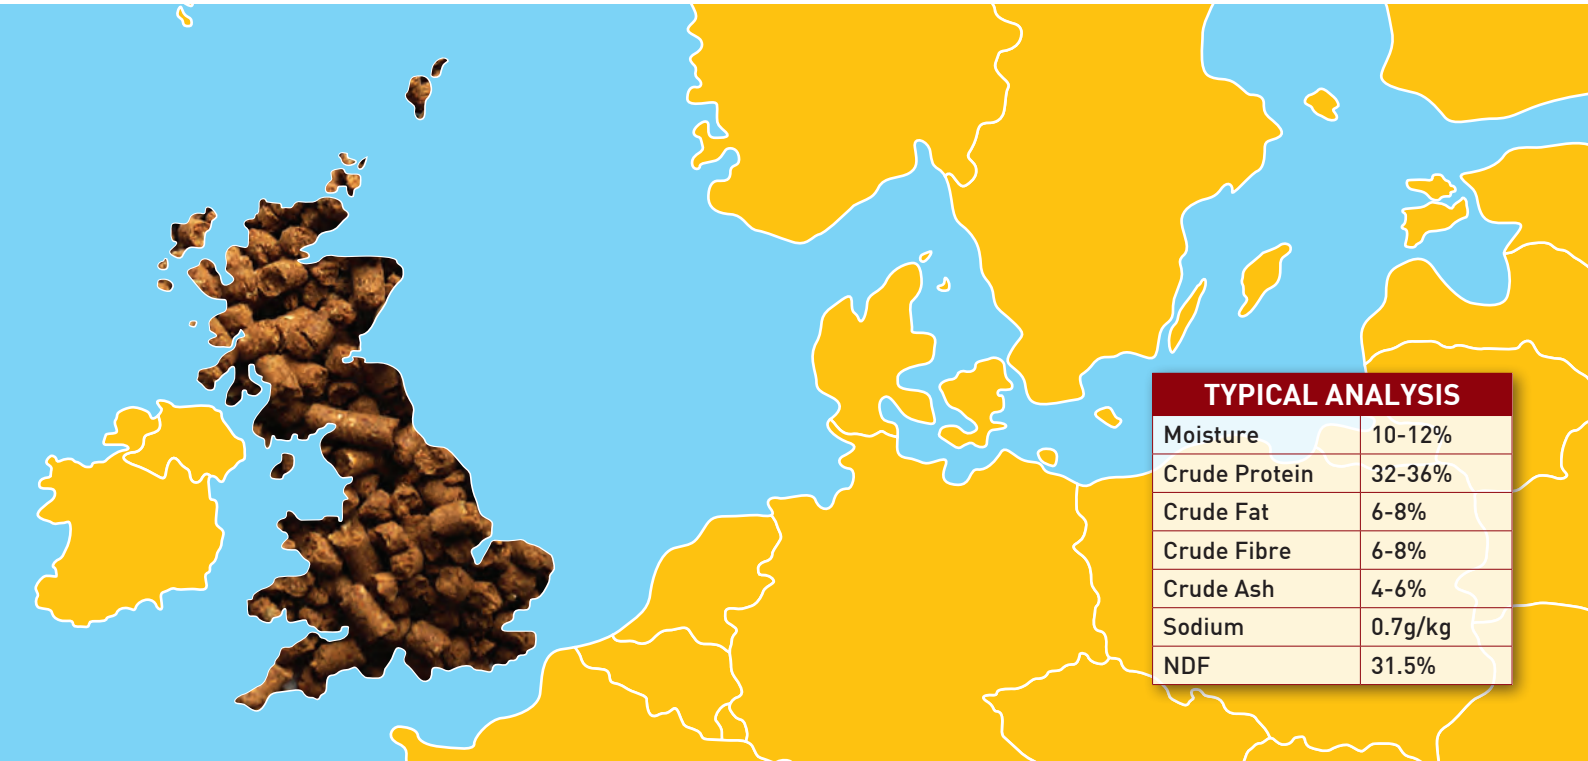 TYPICAL ANALYSIS
Moisture 10-12%
Crude Protein 32-36%
Crude Fat 6-8%
Crude Fibre 6-8%
Crude Ash 4-6%
Sodium 0.7g/kg
NDF 31.5%